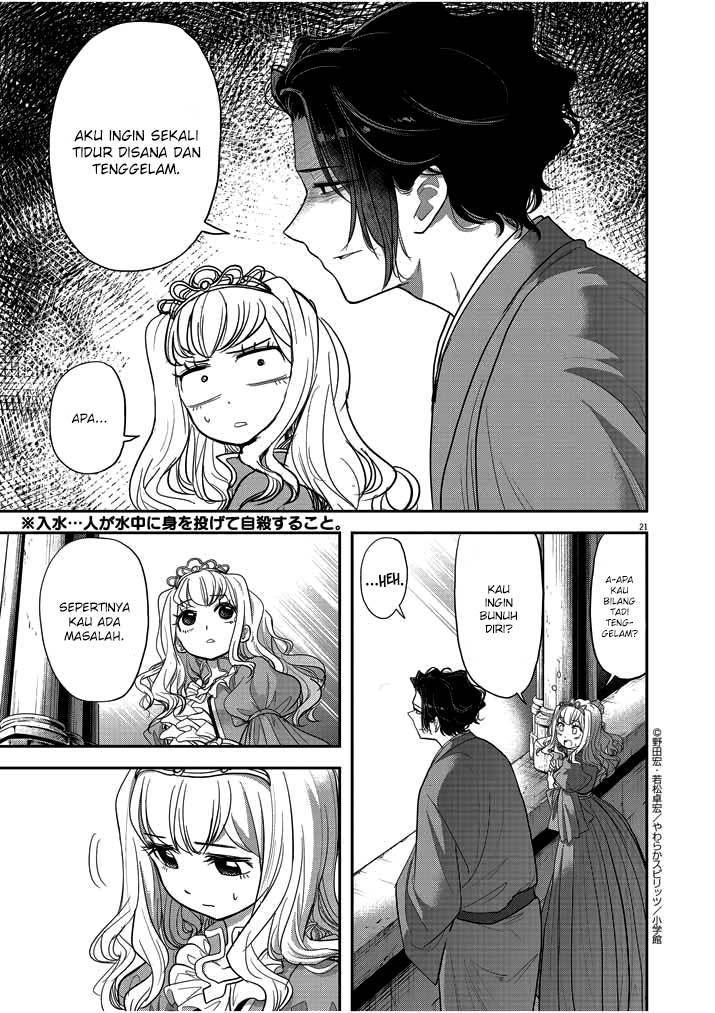 AKU INGIN SEKALI
TIDUR DISANA DAN
TENGGELAM.
APA...
※入水…人が水中に身を投げて自殺すること。
21
A-APA
KAU
BILANG
TADI
TENG-
GELAM?
KAU
INGIN
BUNUH
DIRI?
...HEH.
SEPERTINYA
KAU ADA
MASALAH.
©野田宏・若松卓宏／やわらかスピリッツ／小学館